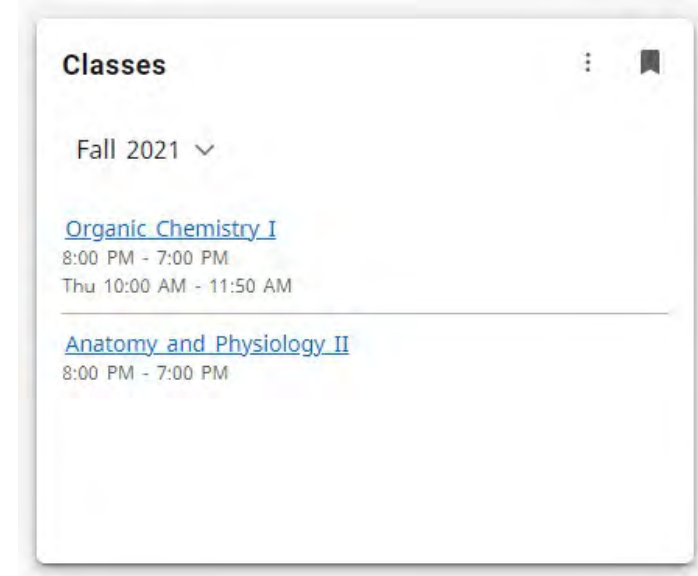 Classes
Fall 2021
Organic Chemistry I
8:00 PM - 7:00 PM
Thu 10:00 AM - 11:50 AM
Anatomy and Physiology II
8:00 PM - 7:00 PM